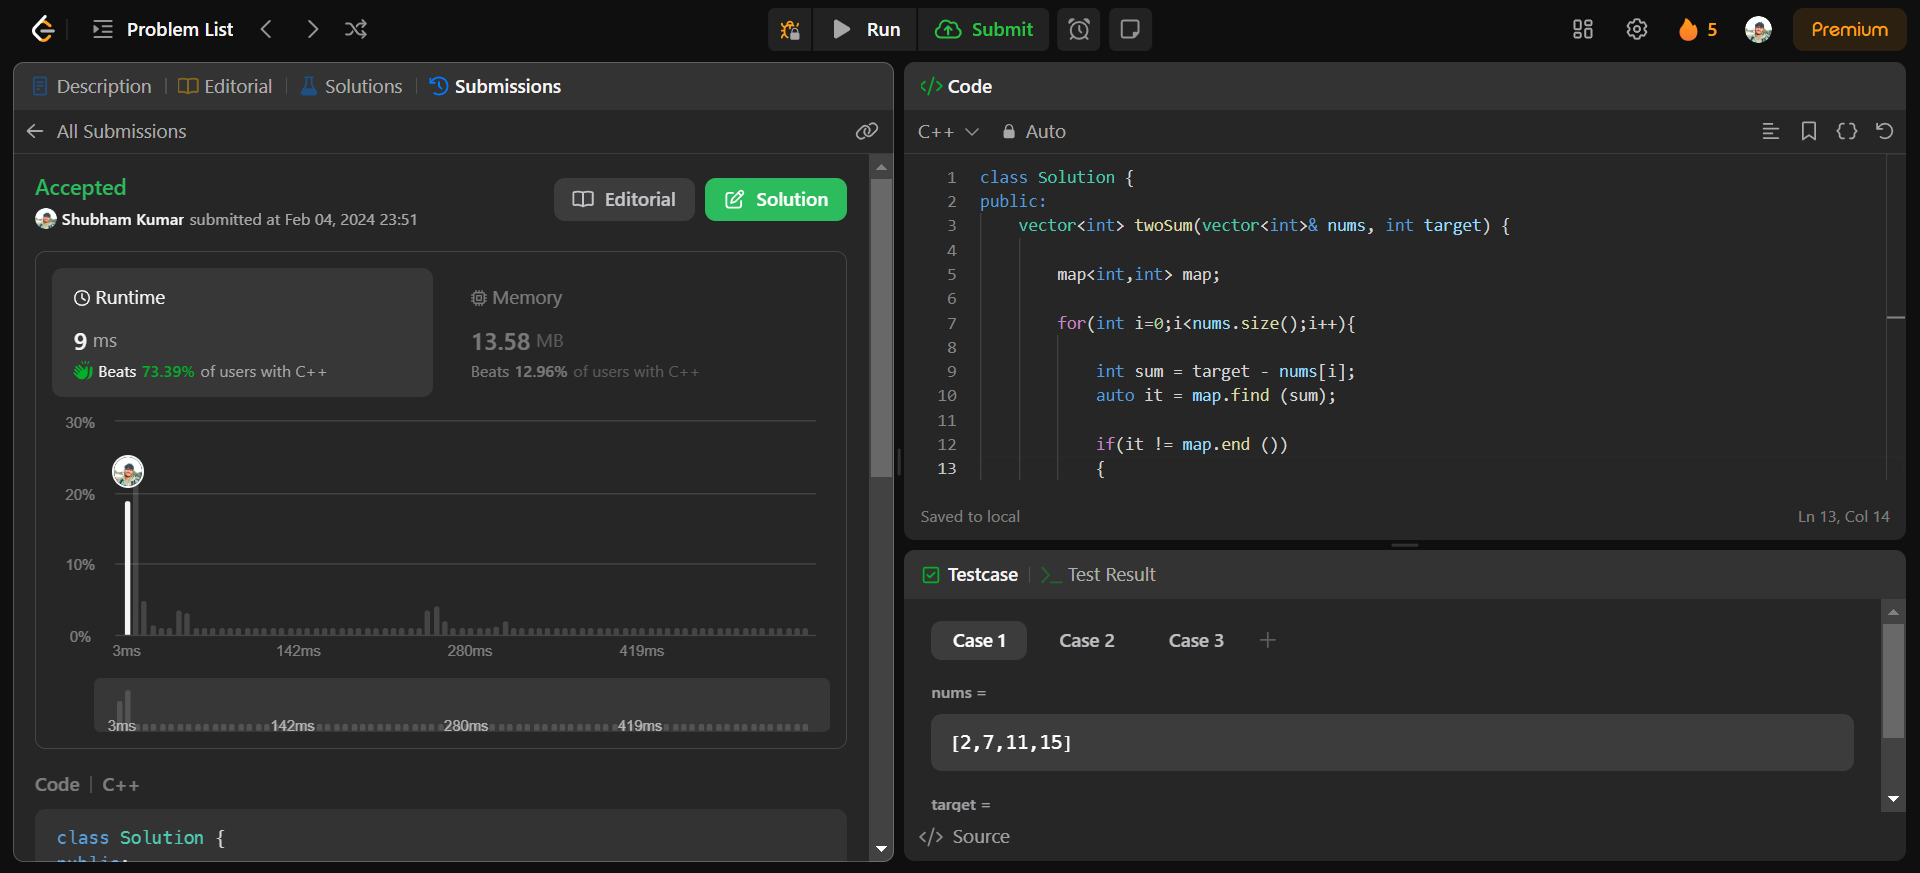 Problem List
Run
Submit
5
Premium
Description
Editorial
Solutions
Submissions
All Submissions
Accepted
Shubham Kumar submitted at Feb 04, 2024 23:51
Editorial
Solution
Runtime
9 ms
Beats 73.39% of users with C++
Memory
13.58 MB
Beats 12.96% of users with C++
30%
20%
10%
0%
3ms
142ms
280ms
419ms
3ms
142ms
280ms
419ms
Code | C++
class Solution {
public:
</> Code
C++
Auto
1 class Solution {
2 public:
3 vector<int> twoSum(vector<int>& nums, int target) {
4
5 map<int,int> map;
6
7 for(int i=0;i<nums.size();i++){
8
9 int sum = target - nums[i];
10 auto it = map.find (sum);
11
12 if(it != map.end ())
13 {
Saved to local
Ln 13, Col 14
Testcase
>_ Test Result
Case 1
Case 2
Case 3
+
nums =
[2,7,11,15]
target =
</> Source